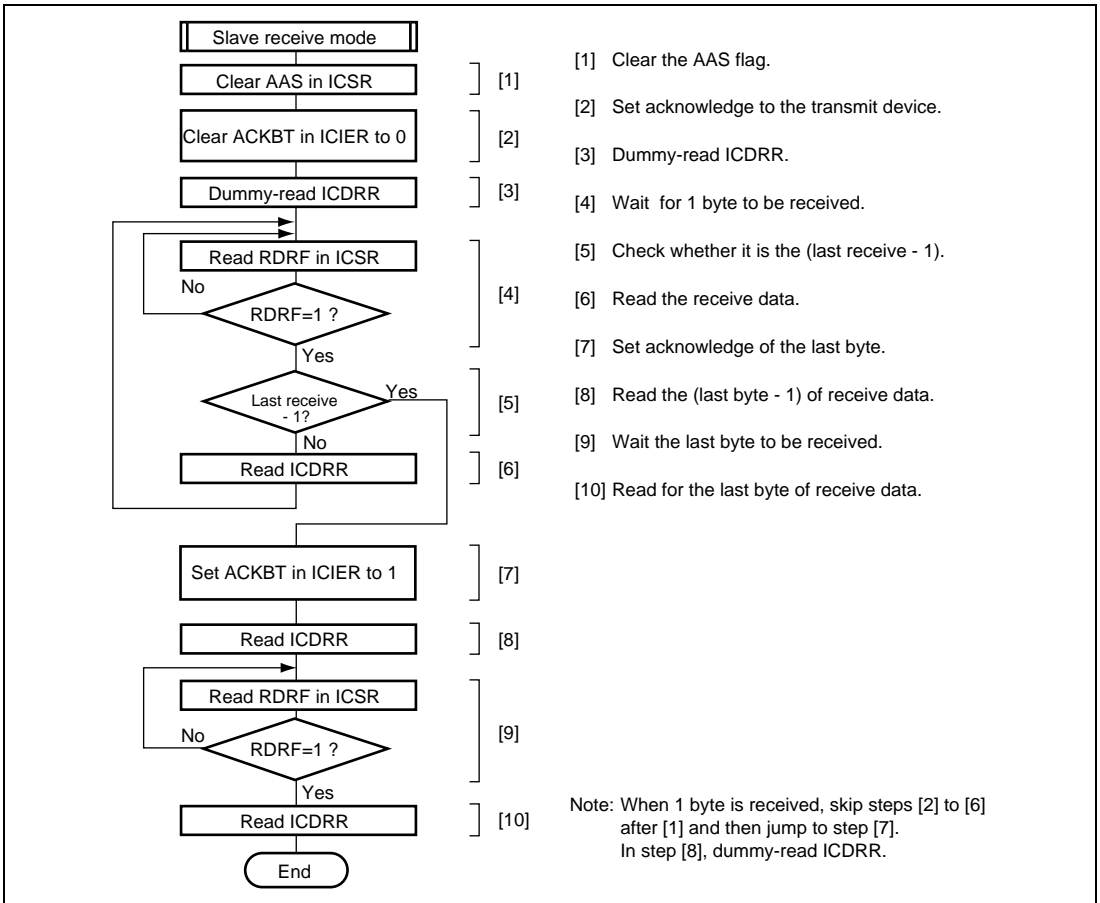 Slave receive mode
Clear AAS in ICSR
[1]
Clear ACKBT in ICIER to 0
[2]
Dummy-read ICDRR
[3]
Read RDRF in ICSR
No
RDRF=1 ?
[4]
Yes
Last receive
- 1?
Yes
[5]
No
Read ICDRR
[6]
Set ACKBT in ICIER to 1
[7]
Read ICDRR
[8]
Read RDRF in ICSR
No
RDRF=1 ?
[9]
Yes
Read ICDRR
[10]
End
[1] Clear the AAS flag.
[2] Set acknowledge to the transmit device.
[3] Dummy-read ICDRR.
[4] Wait for 1 byte to be received.
[5] Check whether it is the (last receive - 1).
[6] Read the receive data.
[7] Set acknowledge of the last byte.
[8] Read the (last byte - 1) of receive data.
[9] Wait the last byte to be received.
[10] Read for the last byte of receive data.
Note: When 1 byte is received, skip steps [2] to [6]
after [1] and then jump to step [7].
In step [8], dummy-read ICDRR.